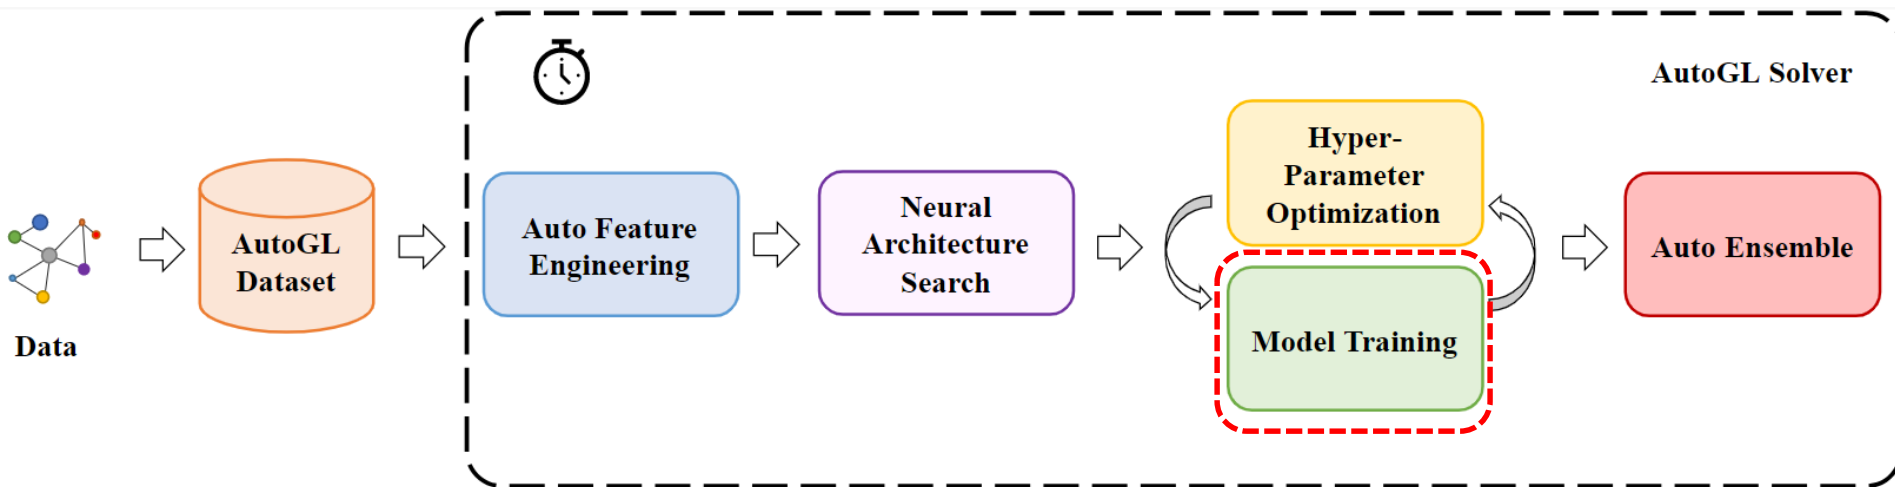 Data
AutoGL
Dataset
Auto Feature
Engineering
Neural
Architecture
Search
Hyper-
Parameter
Optimization
Model Training
Auto Ensemble
AutoGL Solver